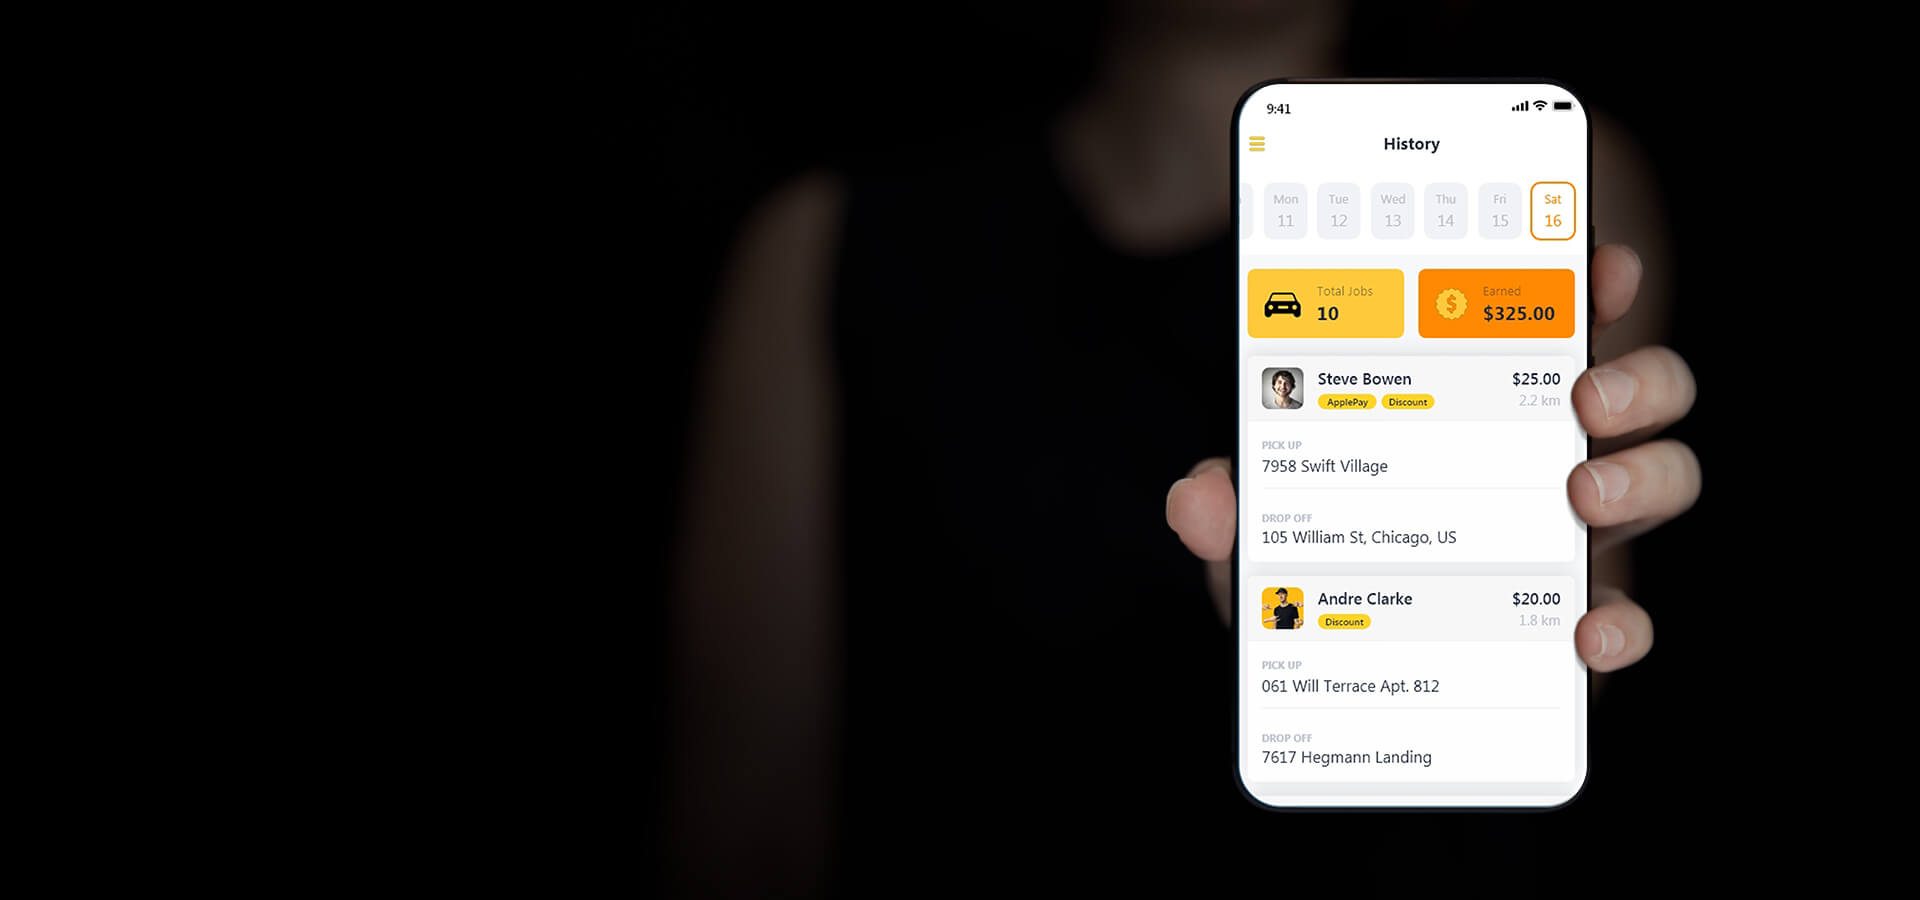 9:41
History
Mon Tue Wed Thu Fri Sat
11 12 13 14 15 16
Total Jobs Earned
10 $325.00
Steve Bowen $25.00
ApplePay Discount 2.2 km
PICK UP
7958 Swift Village
DROP OFF
105 William St, Chicago, US
Andre Clarke $20.00
Discount 1.8 km
PICK UP
061 Will Terrace Apt. 812
DROP OFF
7617 Hegmann Landing